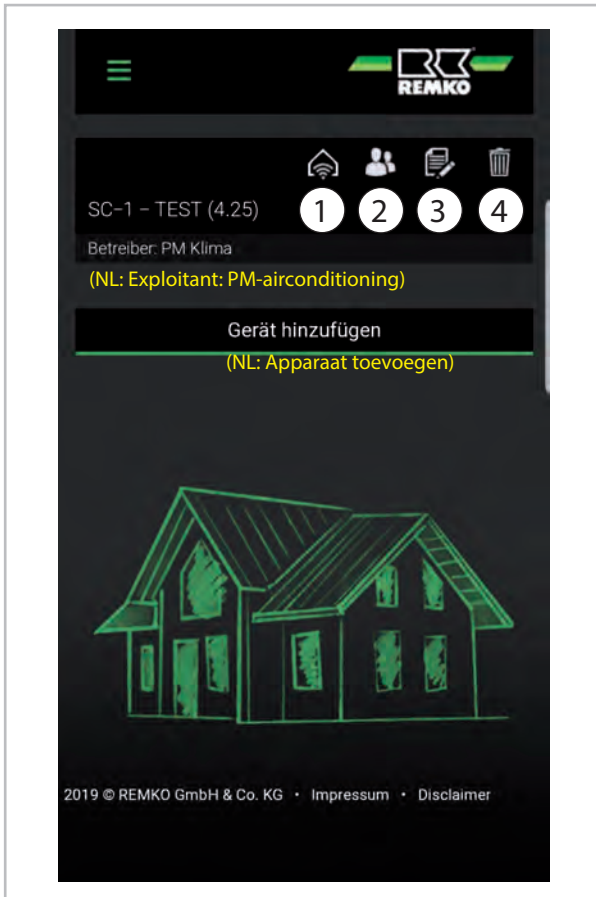 REMKO
SC-1 - TEST (4.25)
1 2 3 4
Betreiber: PM Klima
(NL: Exploitant: PM-airconditioning)
Gerät hinzufügen
(NL: Apparaat toevoegen)
2019 © REMKO GmbH & Co. KG • Impressum • Disclaimer